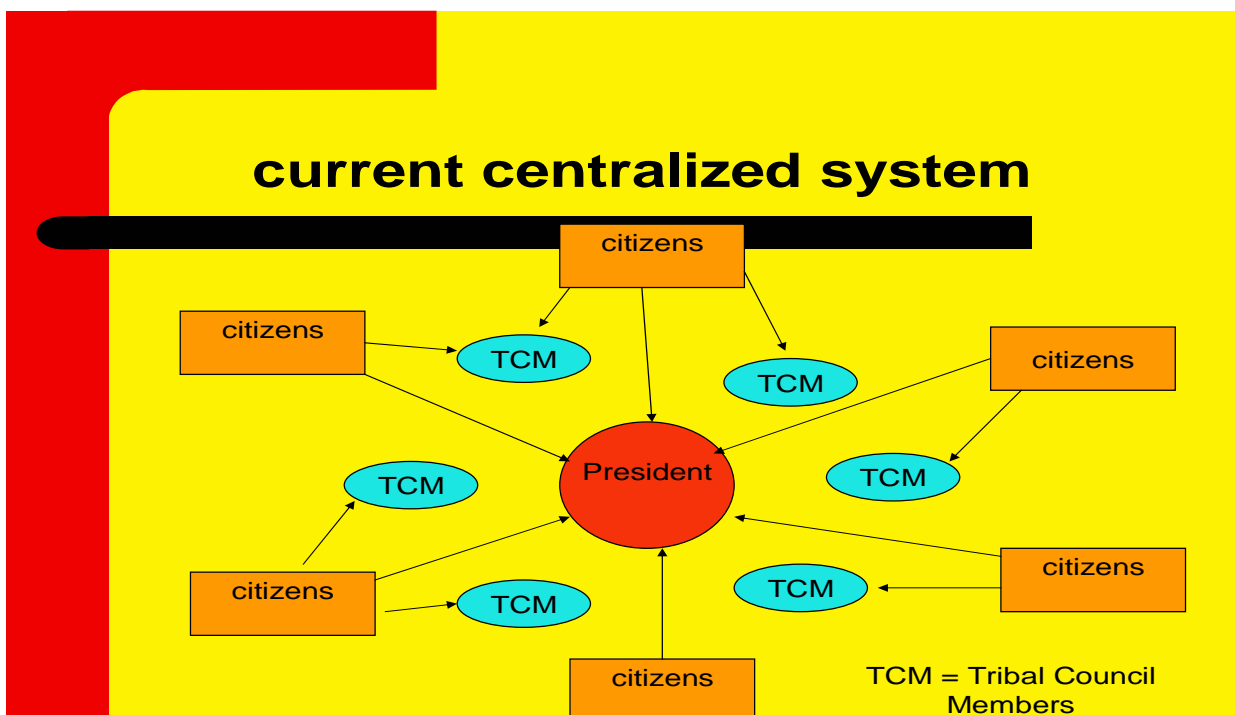 current centralized system
citizens
citizens
TCM
TCM
citizens
President
TCM
TCM
citizens
TCM
TCM
citizens
citizens
TCM = Tribal Council
Members